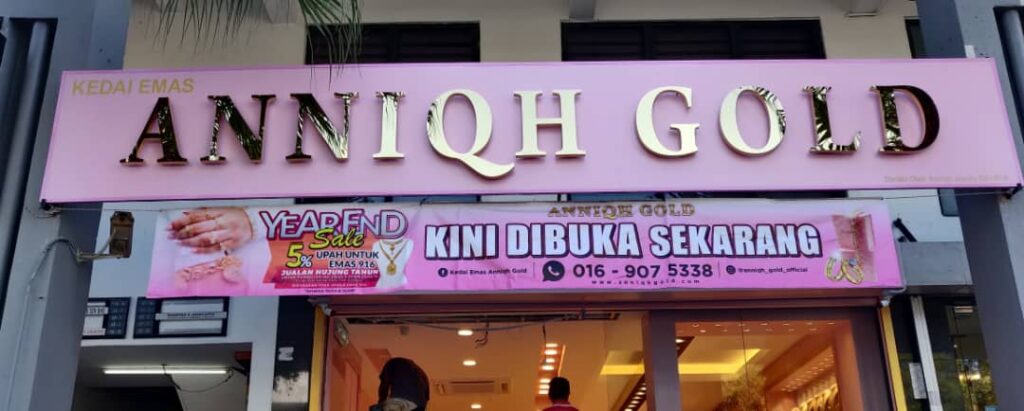 KEDAI EMAS
ANNIQH GOLD
YEAR END
Sale
5% UPAH UNTUK
EMAS 916
JUALAN HUJUNG TAHUN
ANNIQH GOLD
KINI DIBUKA SEKARANG
Kedai Emas Anniqh Gold
016 - 907 5338
@anniqh_gold_official
www.anniqhgold.com